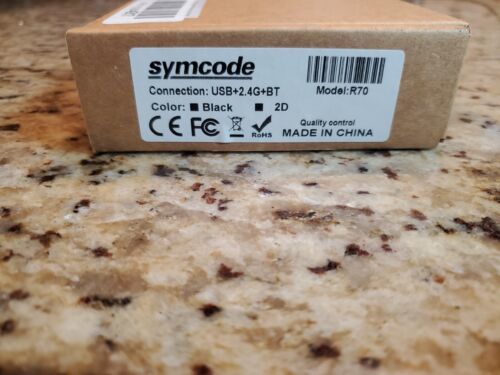 symcode
Connection: USB+2.4G+BT
Model:R70
Color: ■ Black ■ 2D
CE FC RoHS
Quality control
MADE IN CHINA